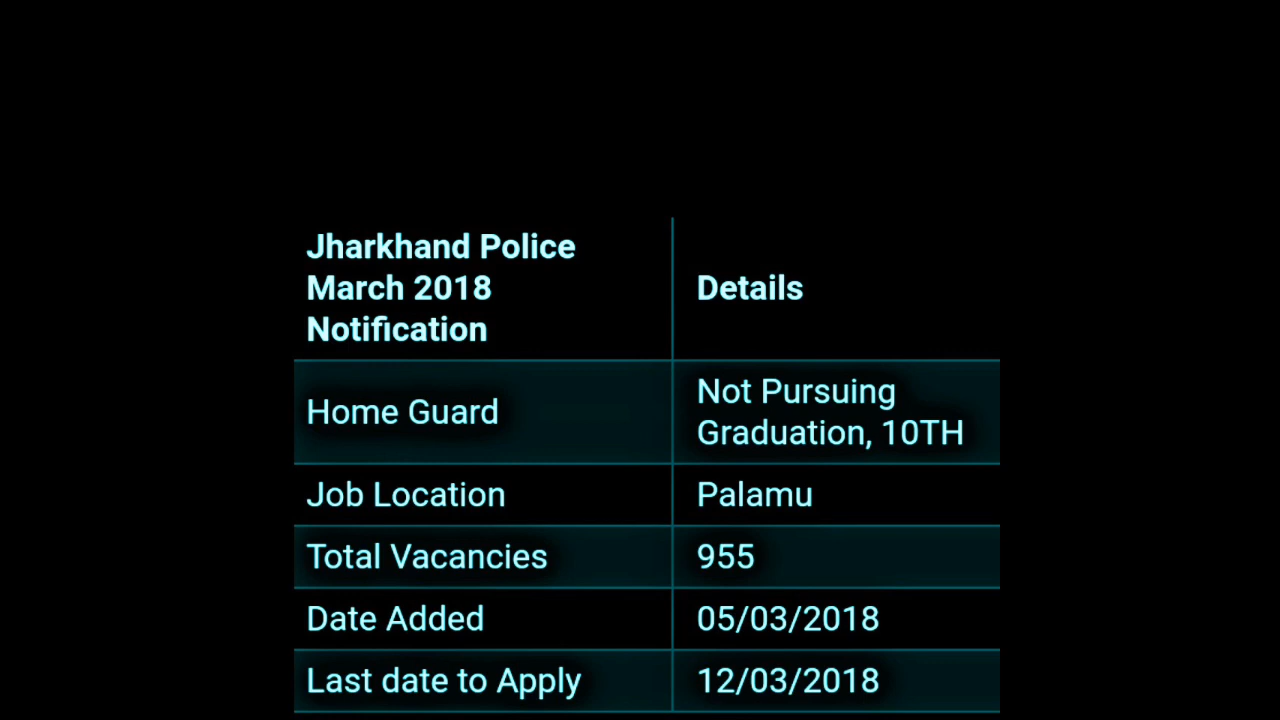 Jharkhand Police
March 2018
Notification
Details
Home Guard
Not Pursuing
Graduation, 10TH
Job Location
Palamu
Total Vacancies
955
Date Added
05/03/2018
Last date to Apply
12/03/2018